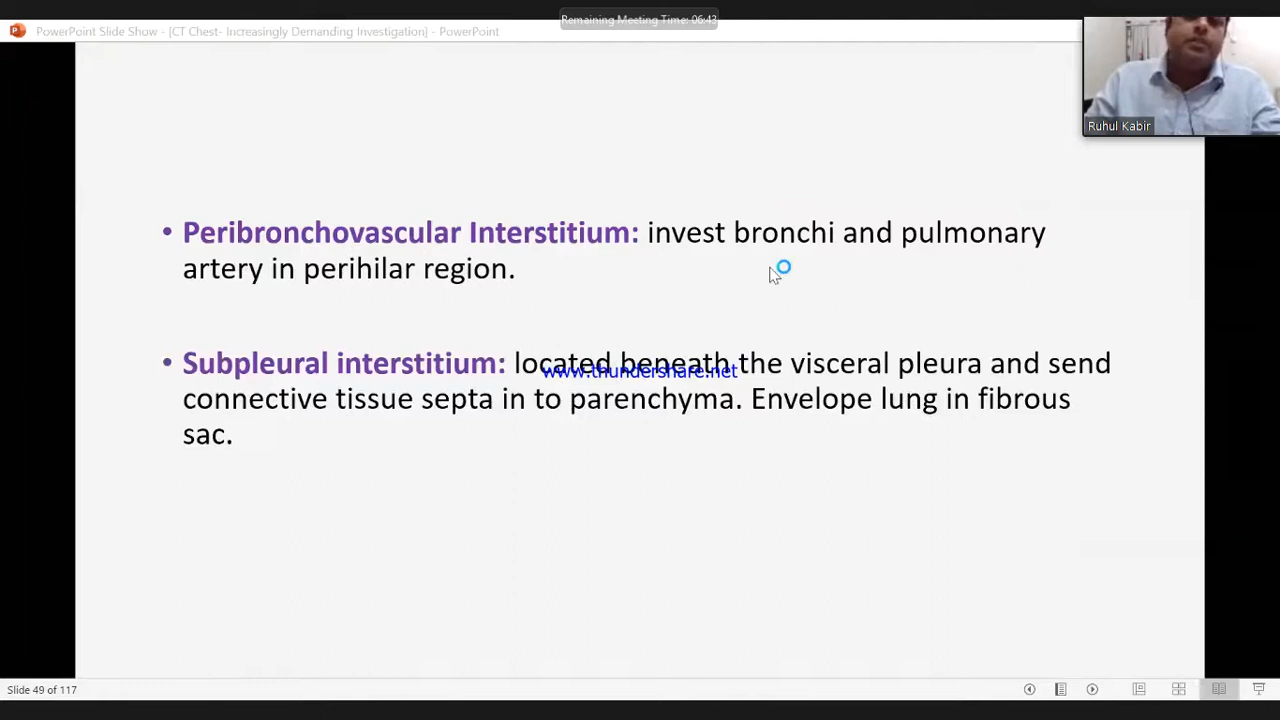 Remaining Meeting Time: 06:43
PowerPoint Slide Show - [CT Chest- Increasingly Demanding Investigation] - PowerPoint
Ruhul Kabir
• Peribronchovascular Interstitium: invest bronchi and pulmonary
artery in perihilar region.
• Subpleural interstitium: located beneath the visceral pleura and send
www.thundershare.net
connective tissue septa in to parenchyma. Envelope lung in fibrous
sac.
Slide 49 of 117